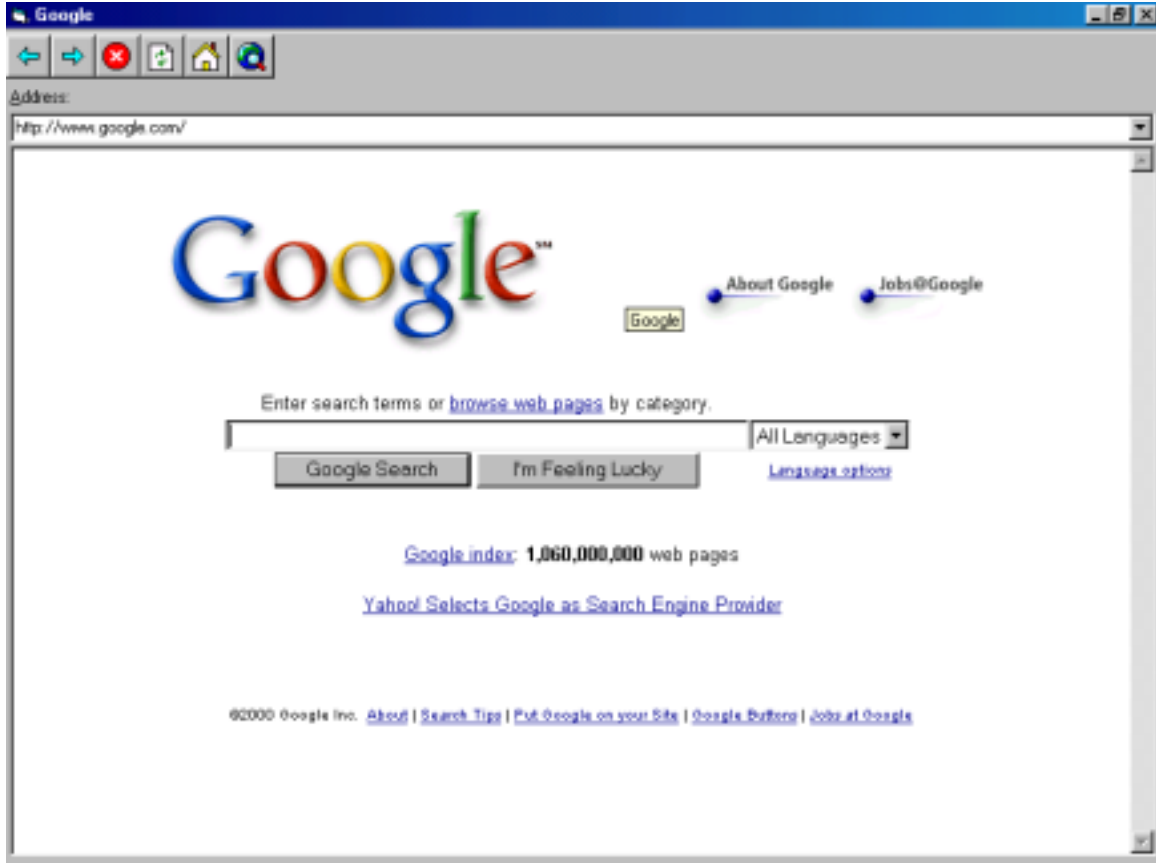 Google
Address:
http://www.google.com/
Google℠
About Google
Jobs@Google
Google
Enter search terms or browse web pages by category.
All Languages
Google Search
I'm Feeling Lucky
Language options
Google index: 1,060,000,000 web pages
Yahoo! Selects Google as Search Engine Provider
©2000 Google Inc. About | Search Tips | Put Google on your Site | Google Buttons | Jobs at Google